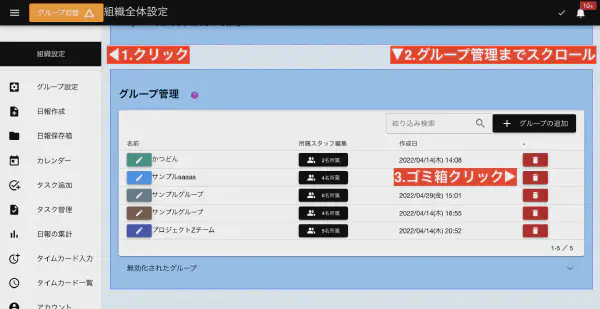 グループ切替
組織全体設定
10+
組織設定
◀1.クリック
▼2.グループ管理までスクロール
グループ設定
日報作成
日報保存箱
カレンダー
タスク追加
タスク管理
日報の集計
タイムカード入力
タイムカード一覧
アカウント
グループ管理
絞り込み検索
+ グループの追加
名前 所属スタッフ編集 作成日 -
かつどん 2名所属 2022/04/14(木) 14:08
サンプルaaaaa 4名所属
3.ゴミ箱クリック▶
サンプルグループ 6名所属 2022/04/29(金) 15:01
サンプルグループ 4名所属 2022/04/14(木) 16:55
プロジェクトZチーム 5名所属 2022/04/14(木) 20:52
1-5 / 5
無効化されたグループ